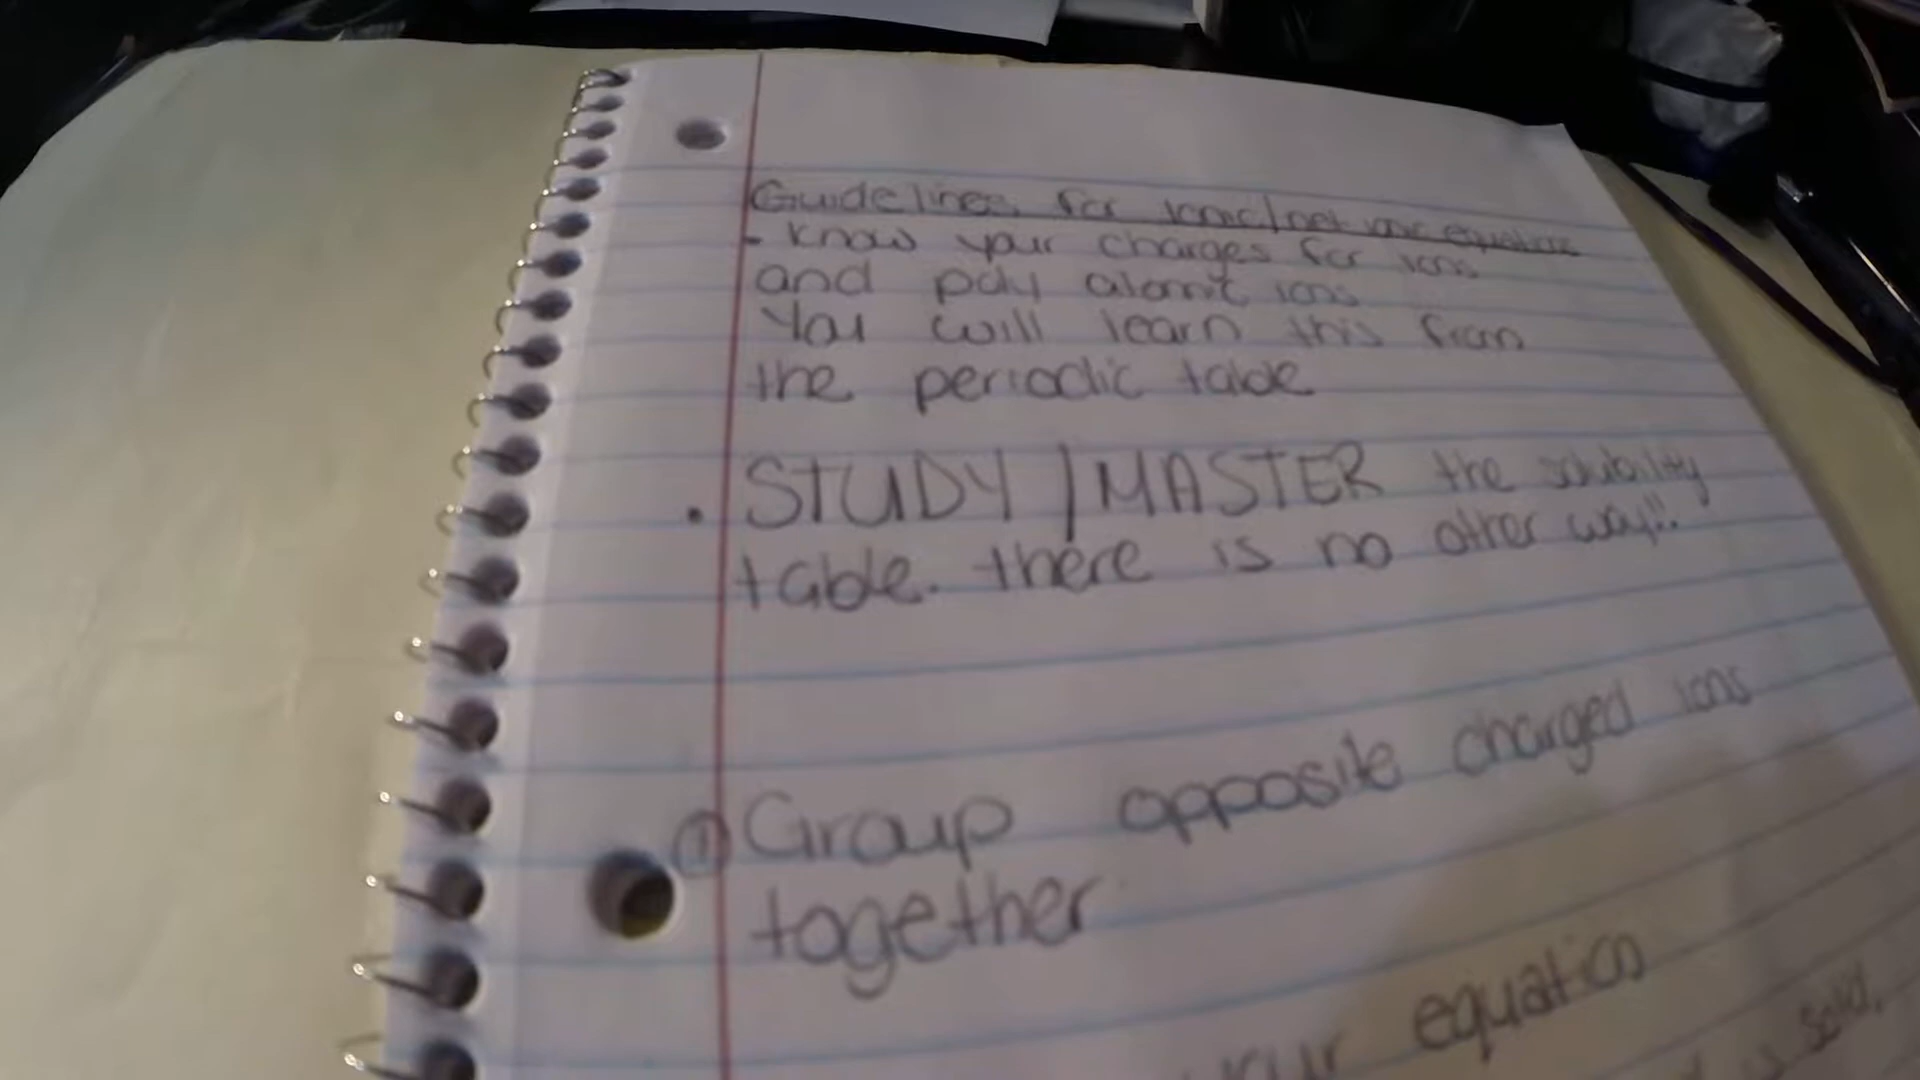 Guidelines for ionic/net ionic equations
- Know your charges for ions
and poly atomic ions
You will learn this from
the periodic table
. STUDY/MASTER the solubility
table. there is no other way!!
① Group opposite charged ions
together
your equation
solid,